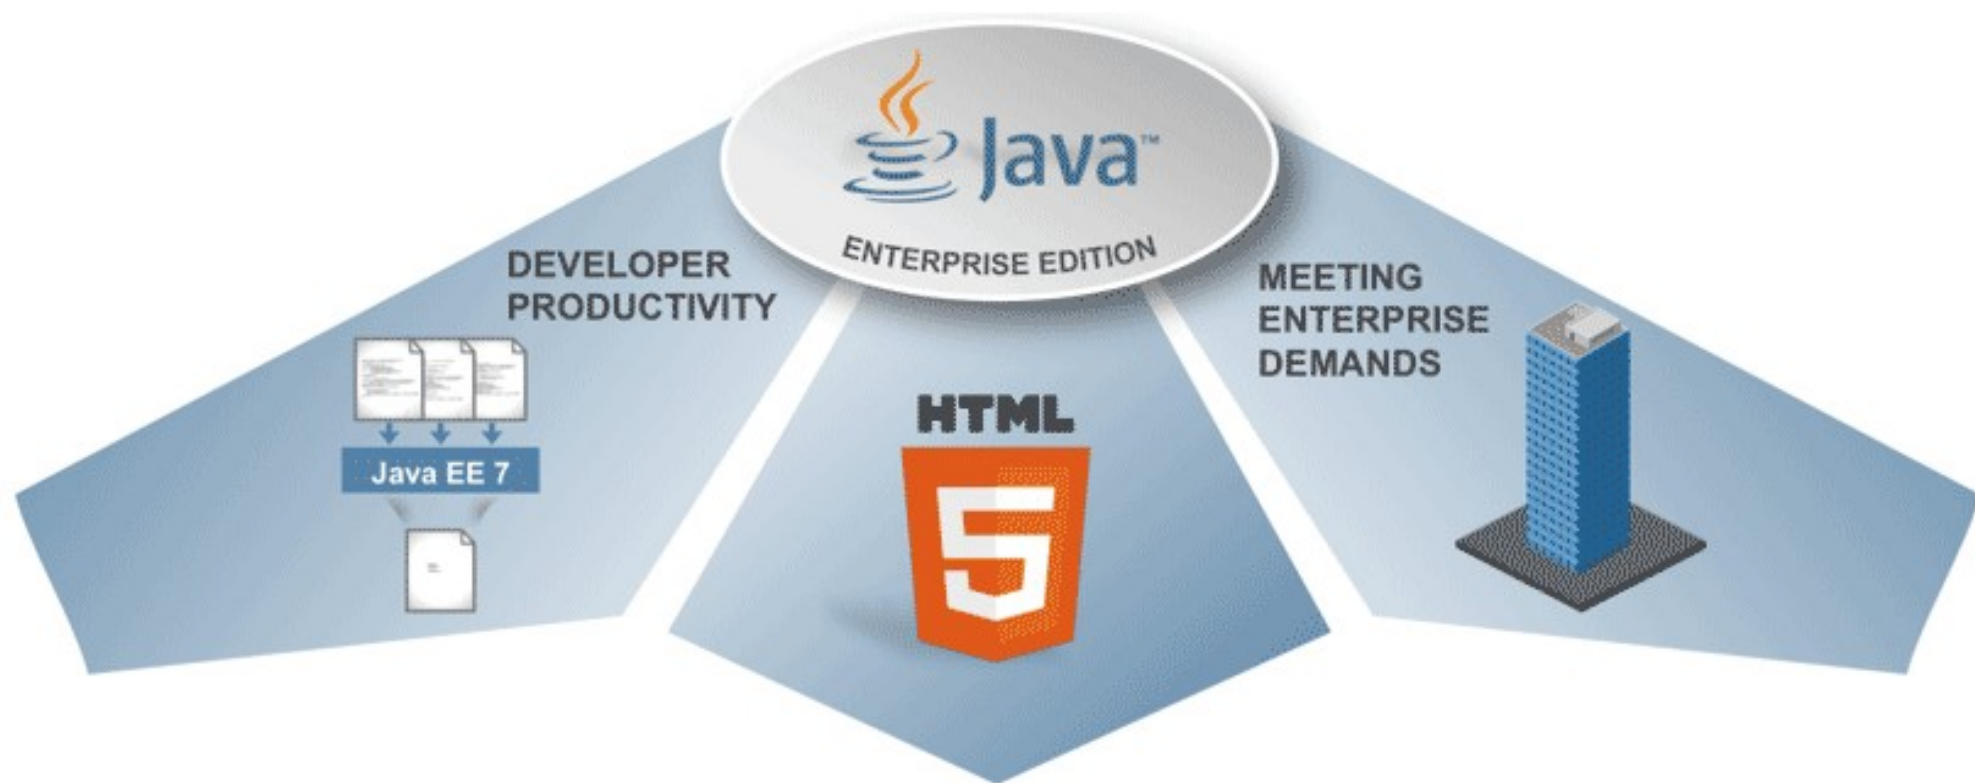 Java™
ENTERPRISE EDITION
DEVELOPER
PRODUCTIVITY
Java EE 7
HTML
5
MEETING
ENTERPRISE
DEMANDS